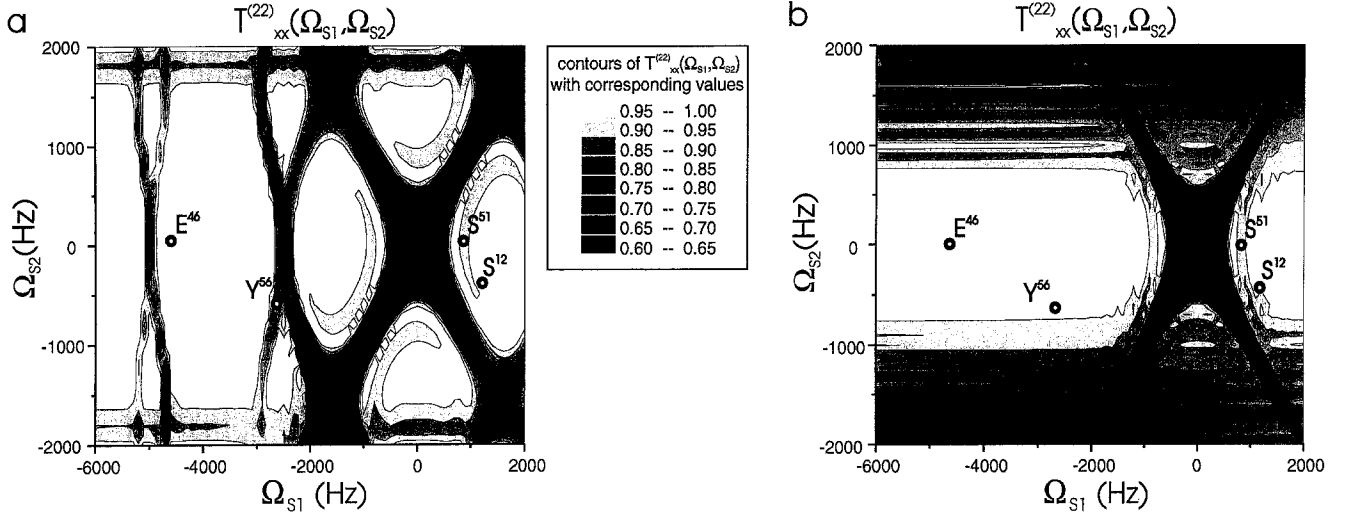 a
T(22)xx(ΩS1,ΩS2)
2000
1000
0
-1000
-2000
ΩS2(Hz)
E46
Y56
S51
S12
-6000 -4000 -2000 0 2000
ΩS1 (Hz)
contours of T(22)xx(ΩS1,ΩS2)
with corresponding values
0.95 -- 1.00
0.90 -- 0.95
0.85 -- 0.90
0.80 -- 0.85
0.75 -- 0.80
0.70 -- 0.75
0.65 -- 0.70
0.60 -- 0.65
b
T(22)xx(ΩS1,ΩS2)
2000
1000
0
-1000
-2000
ΩS2(Hz)
E46
Y56
S51
S12
-6000 -4000 -2000 0 2000
ΩS1 (Hz)